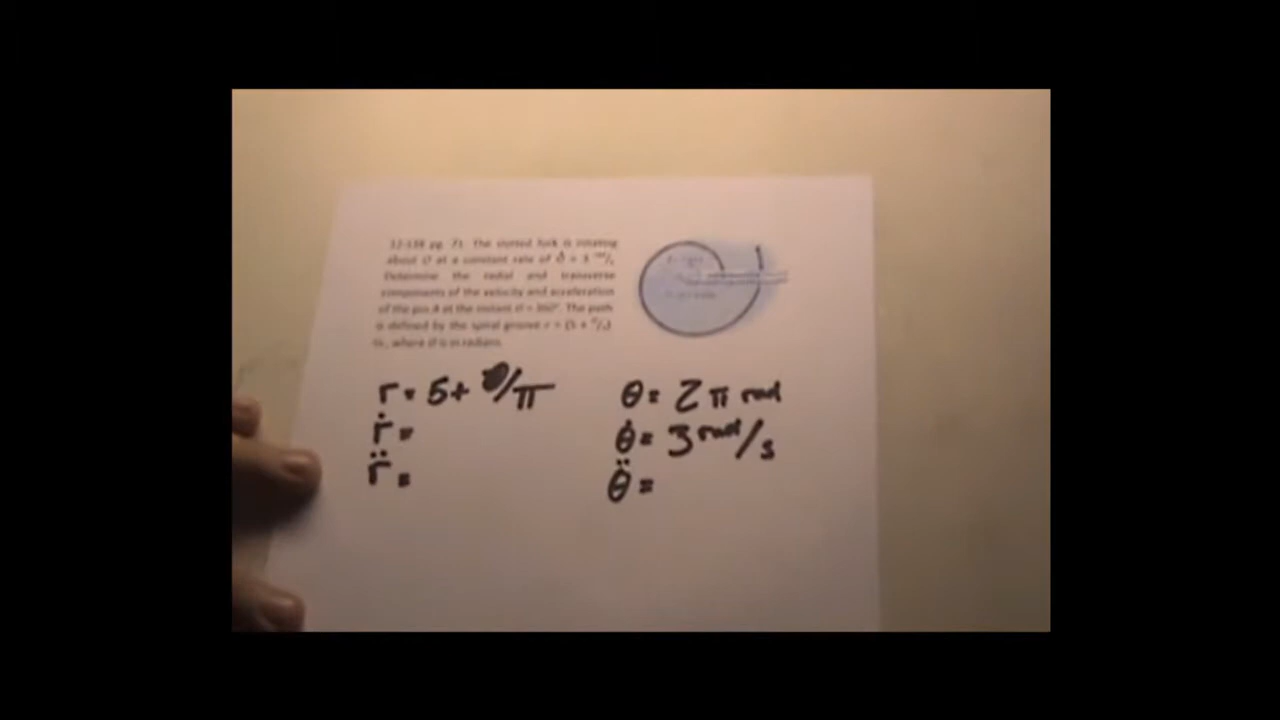 12-138 pg. 71. The slotted fork is rotating
about O at a constant rate of θ̇ = 3 rad/s.
Determine the radial and transverse
components of the velocity and acceleration
of the pin A at the instant θ = 360°. The path
is defined by the spiral groove r = (5 + θ/π)
in., where θ is in radians.
r = 5+ θ/π θ = 2π rad
ṙ = θ̇ = 3 rad/s
r̈ = θ̈ =